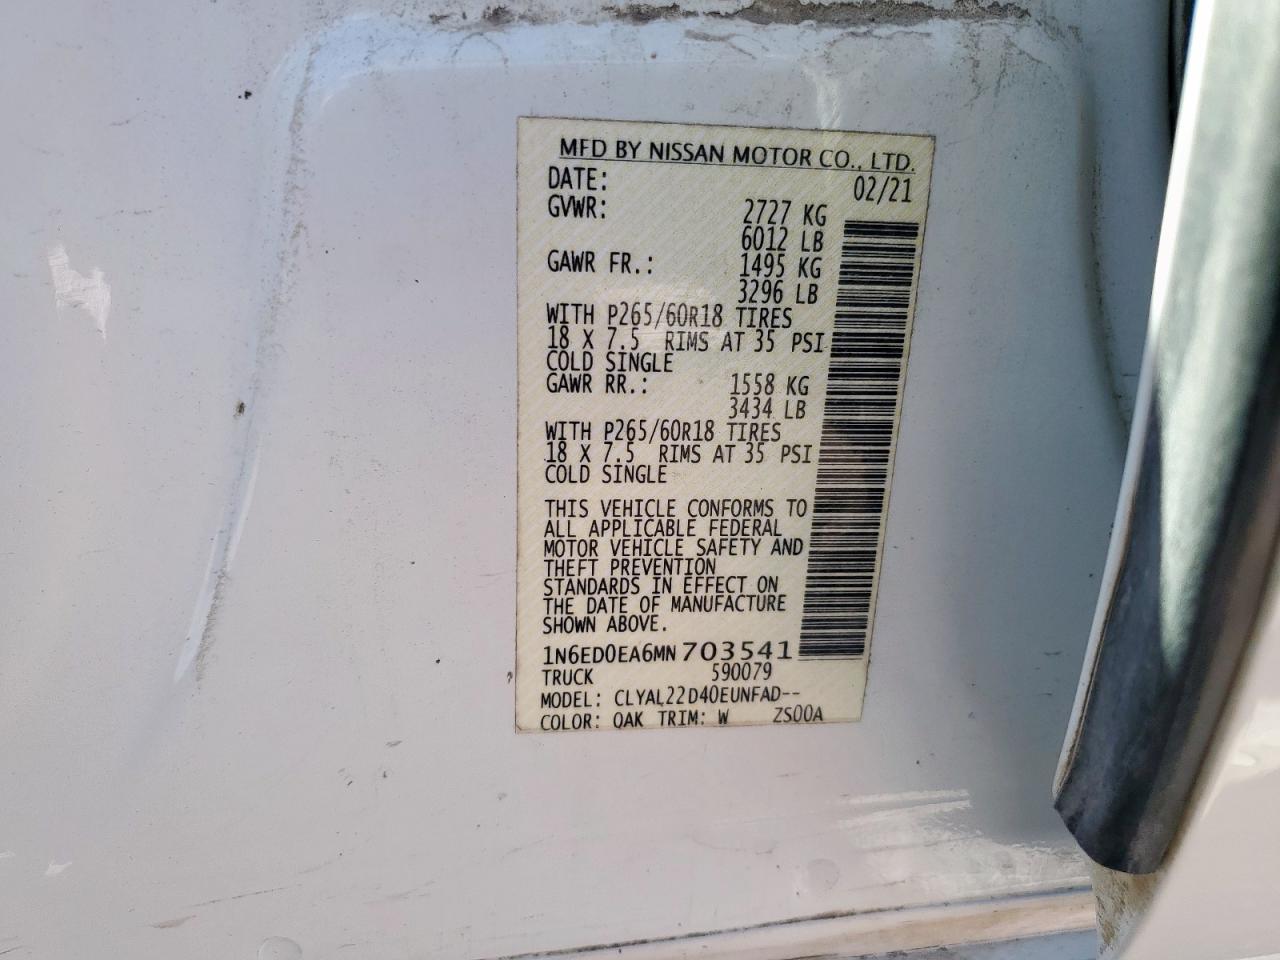 MFD BY NISSAN MOTOR CO., LTD.
DATE: 02/21
GVWR: 2727 KG
6012 LB
GAWR FR.: 1495 KG
3296 LB
WITH P265/60R18 TIRES
18 X 7.5 RIMS AT 35 PSI
COLD SINGLE
GAWR RR.: 1558 KG
3434 LB
WITH P265/60R18 TIRES
18 X 7.5 RIMS AT 35 PSI
COLD SINGLE
THIS VEHICLE CONFORMS TO
ALL APPLICABLE FEDERAL
MOTOR VEHICLE SAFETY AND
THEFT PREVENTION
STANDARDS IN EFFECT ON
THE DATE OF MANUFACTURE
SHOWN ABOVE.
1N6ED0EA6MN703541
TRUCK 590079
MODEL: CLYAL22D40EUNFAD--
COLOR: QAK TRIM: W ZS00A